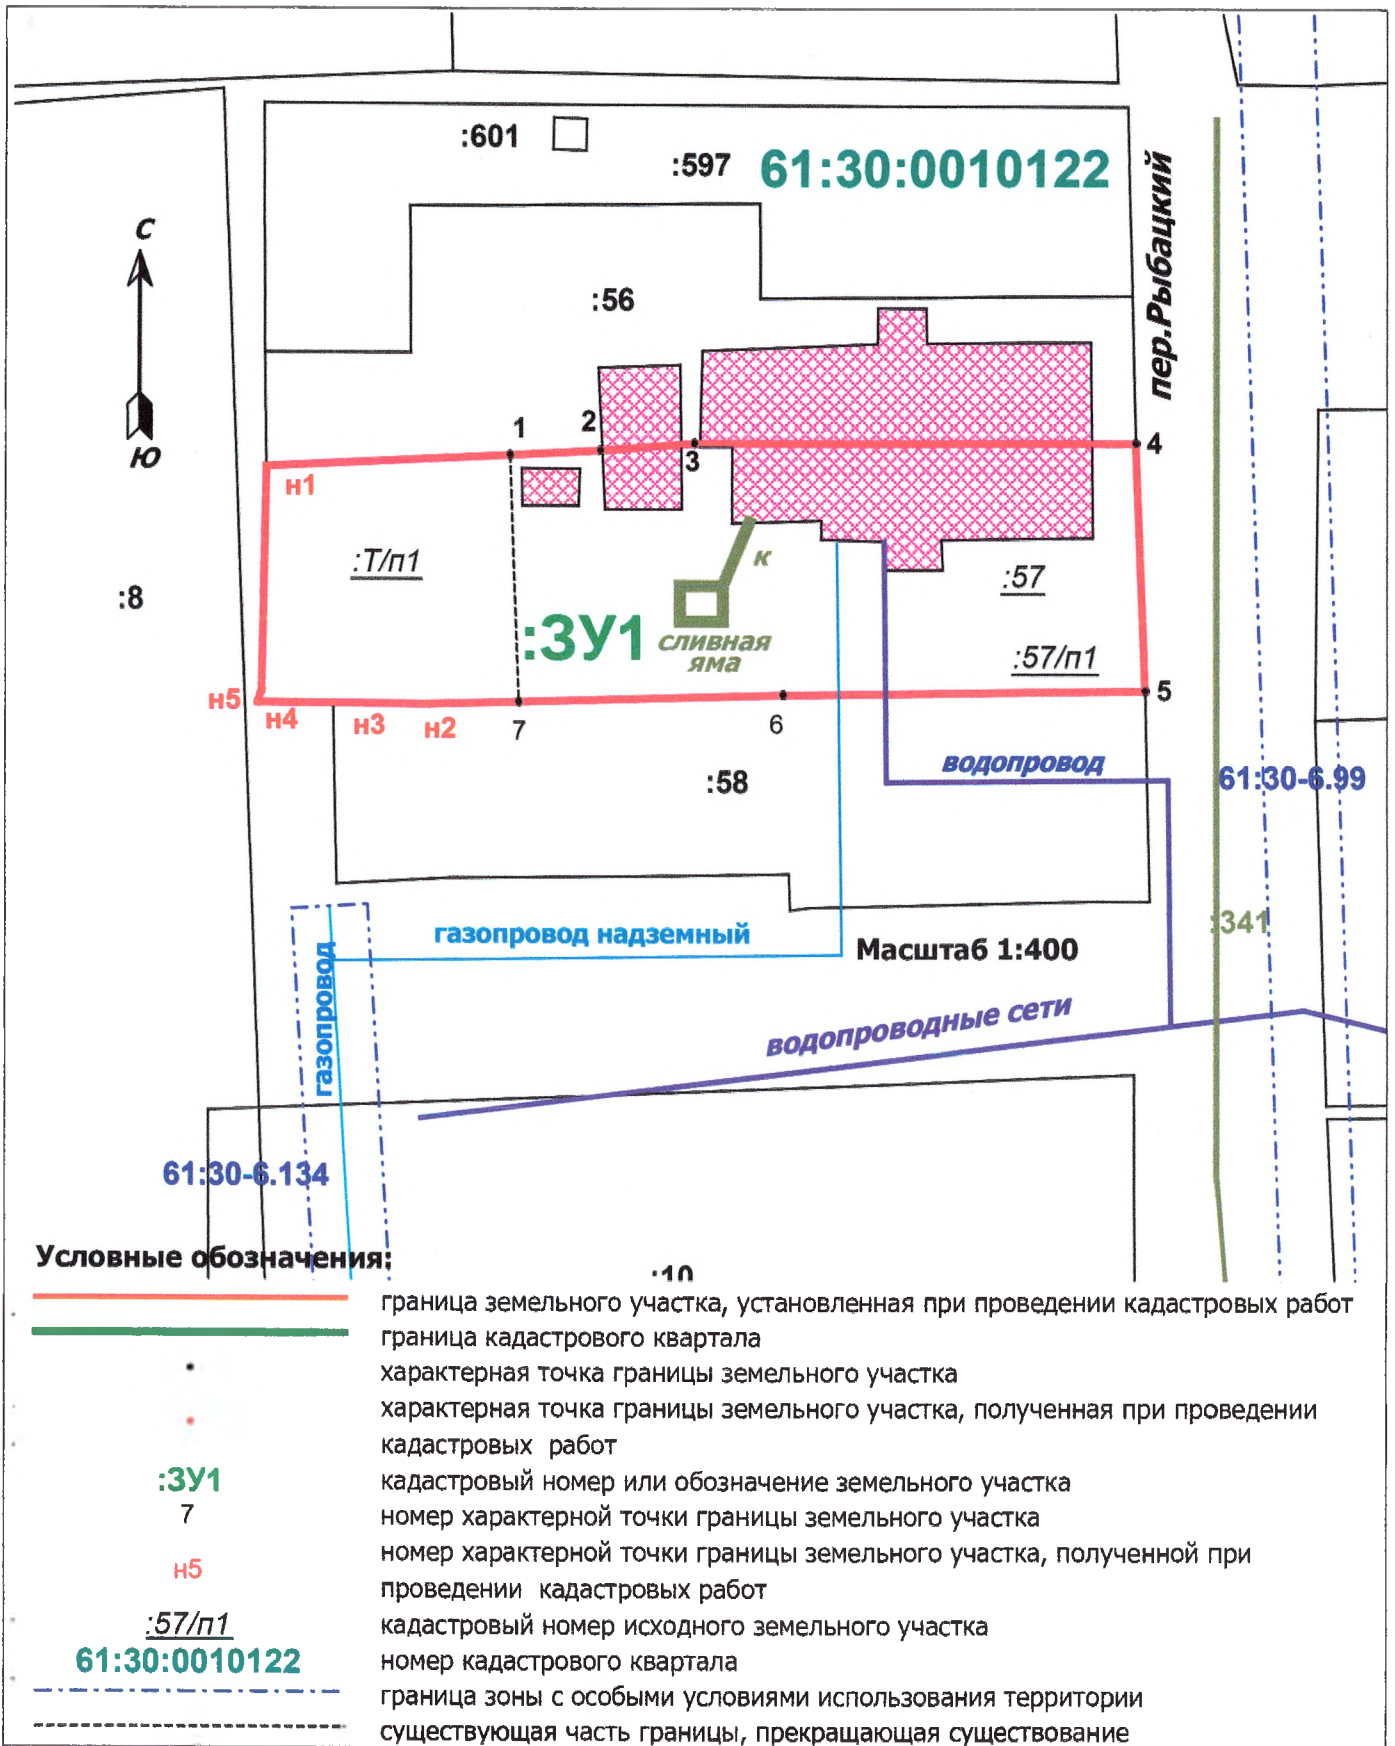 :601
:597
61:30:0010122
пер.Рыбацкий
С
Ю
:56
1
2
3
4
н1
:Т/п1
к
:57
:8
:ЗУ1
сливная
яма
:57/п1
н5
н4
н3
н2
7
6
5
:58
водопровод
61:30-6.99
:341
газопровод надземный
Масштаб 1:400
газопровод
водопроводные сети
61:30-6.134
Условные обозначения:
:10
граница земельного участка, установленная при проведении кадастровых работ
граница кадастрового квартала
характерная точка границы земельного участка
характерная точка границы земельного участка, полученная при проведении
кадастровых работ
:ЗУ1 кадастровый номер или обозначение земельного участка
7 номер характерной точки границы земельного участка
н5 номер характерной точки границы земельного участка, полученной при
проведении кадастровых работ
:57/п1 кадастровый номер исходного земельного участка
61:30:0010122 номер кадастрового квартала
граница зоны с особыми условиями использования территории
существующая часть границы, прекращающая существование